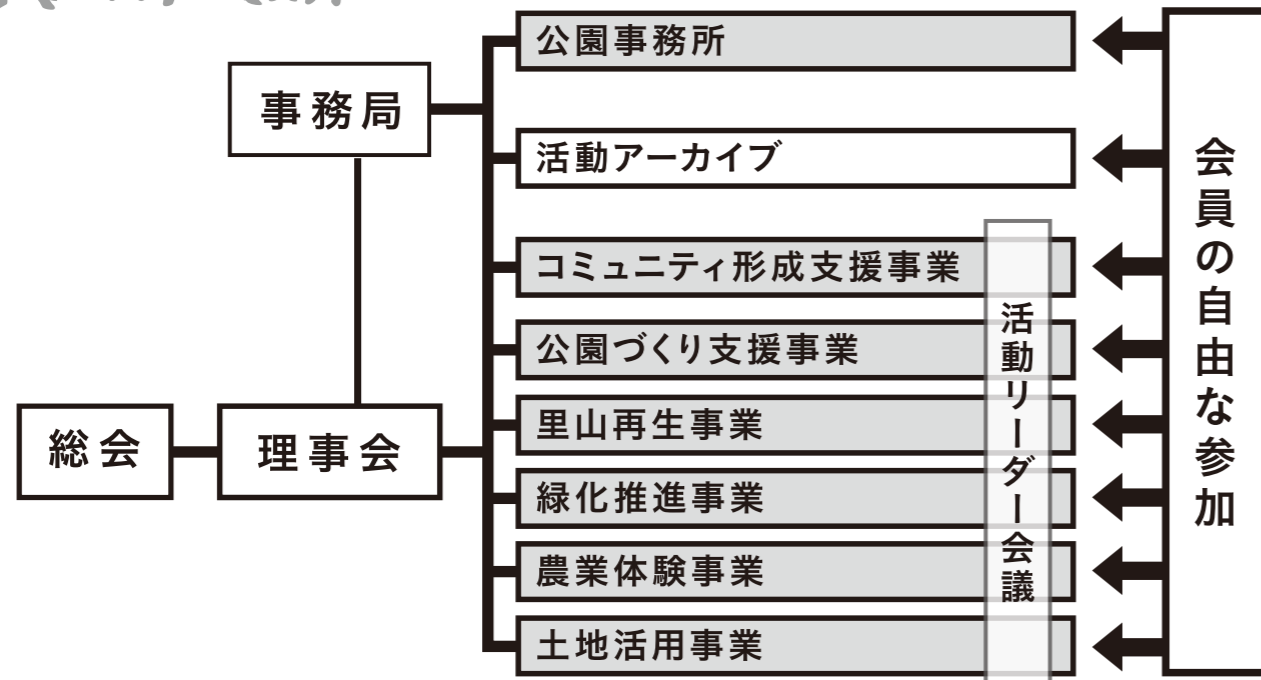 公園事務所
事務局
活動アーカイブ
コミュニティ形成支援事業
公園づくり支援事業
里山再生事業
総会
理事会
緑化推進事業
農業体験事業
土地活用事業
活動リーダー会議
会員の自由な参加